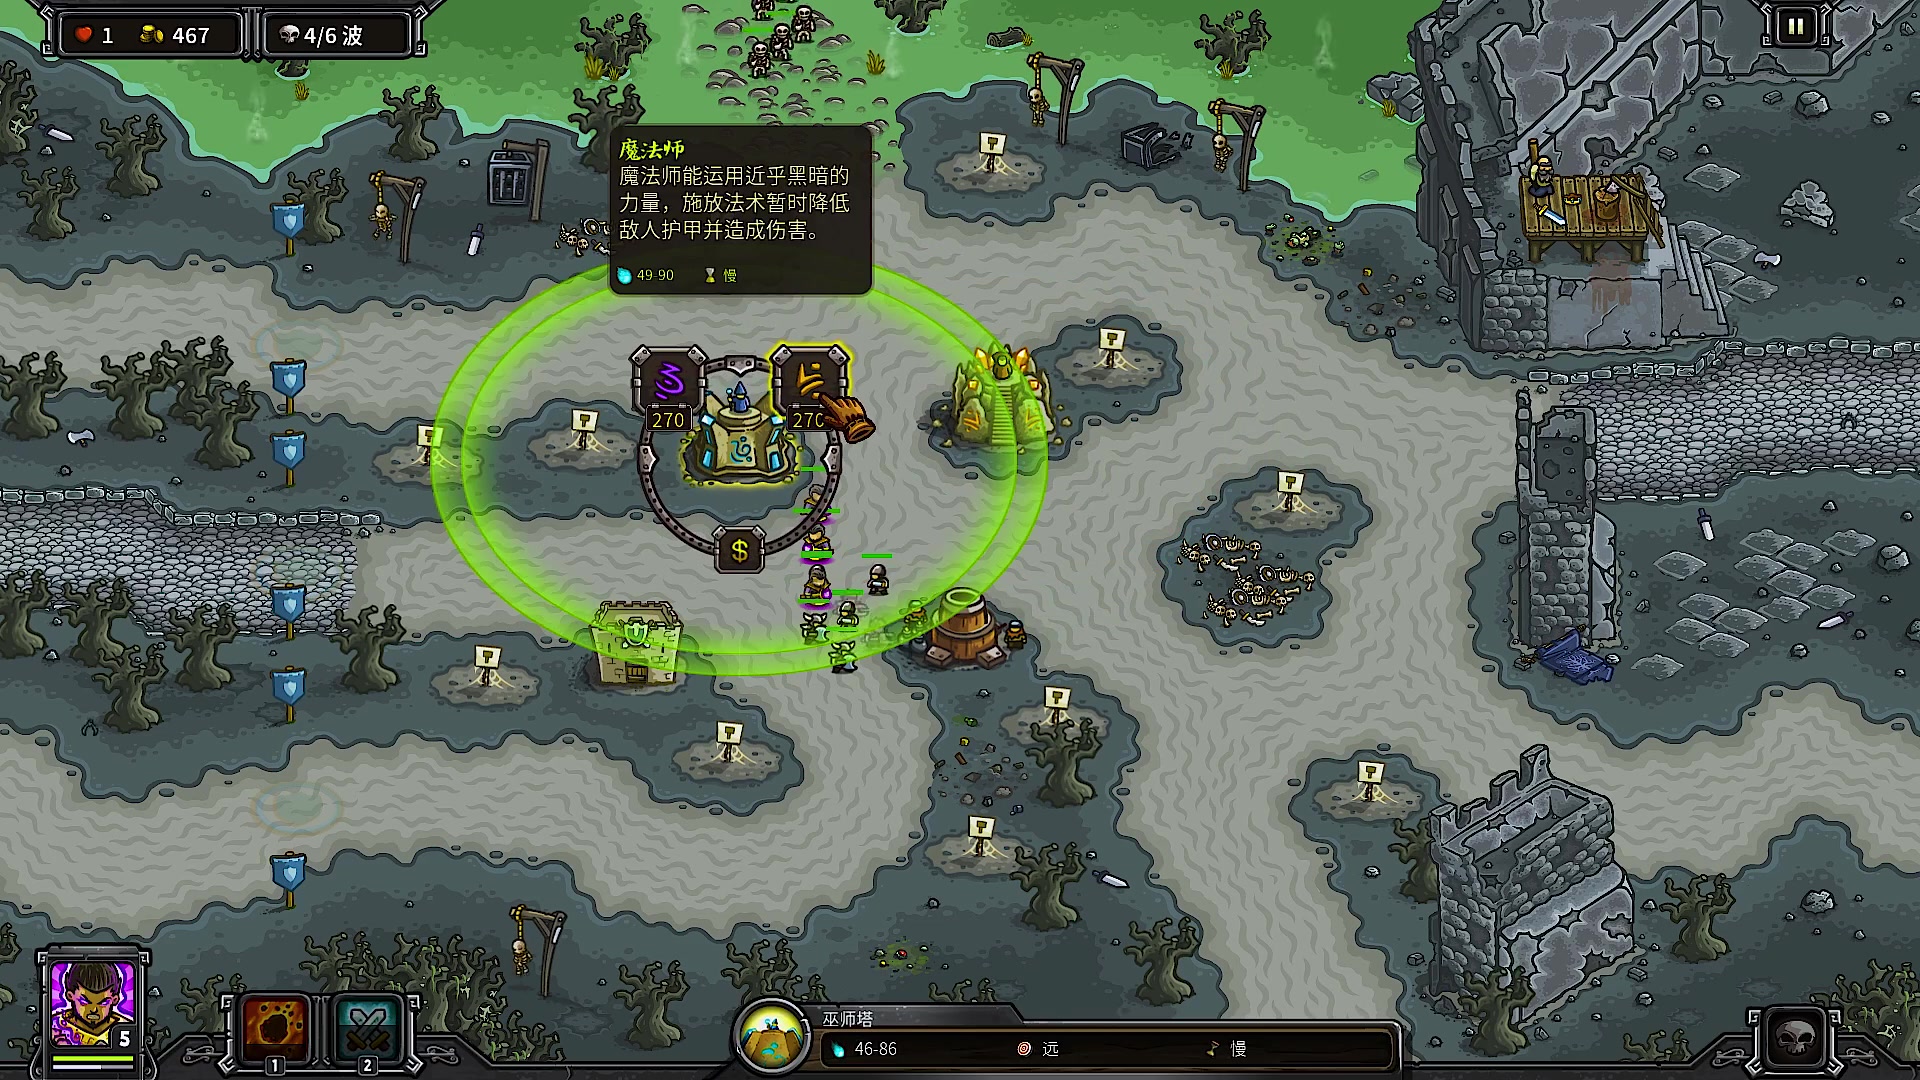 1
467
4/6 波
魔法师
魔法师能运用近乎黑暗的
力量，施放法术暂时降低
敌人护甲并造成伤害。
49-90 慢
270
270
$
5
1
2
巫师塔
46-86 远 慢